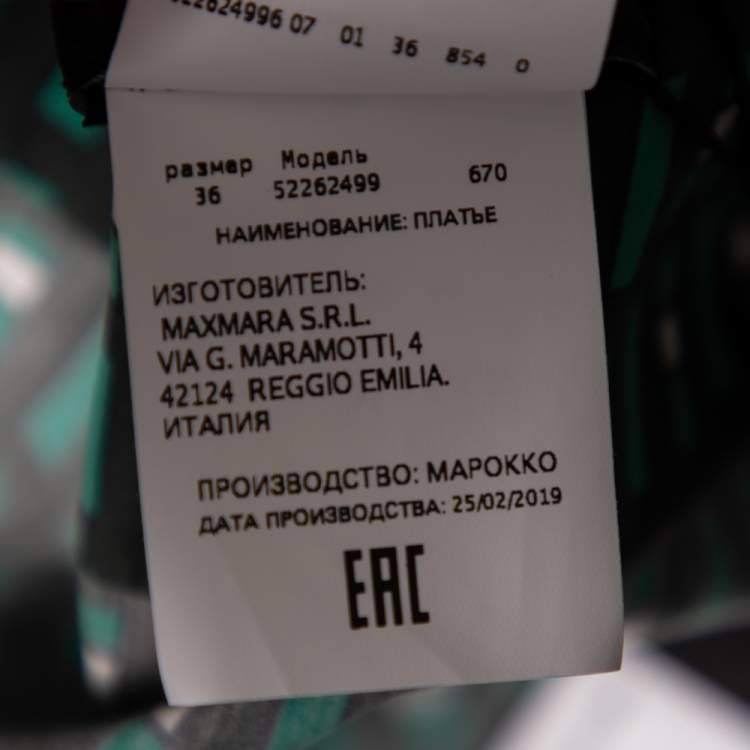 22624996 07 01 36 854 0
размер Модель
36 52262499 670
НАИМЕНОВАНИЕ: ПЛАТЬЕ
ИЗГОТОВИТЕЛЬ:
MAXMARA S.R.L.
VIA G. MARAMOTTI, 4
42124 REGGIO EMILIA.
ИТАЛИЯ
ПРОИЗВОДСТВО: МАРОККО
ДАТА ПРОИЗВОДСТВА: 25/02/2019
EAC